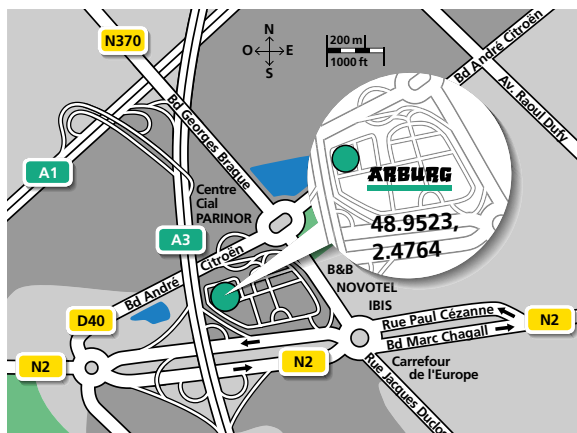 N370
N
O E
S
200 m
1000 ft
Bd André Citroën
Av. Raoul Dufy
Bd Georges Braque
A1
Centre
Cial
PARINOR
A3
ARBURG
48.9523,
2.4764
Bd André Citroën
B&B
NOVOTEL
IBIS
D40
Rue Paul Cézanne
Bd Marc Chagall
N2
N2
N2
Carrefour
de l'Europe
Rue Jacques Duclos